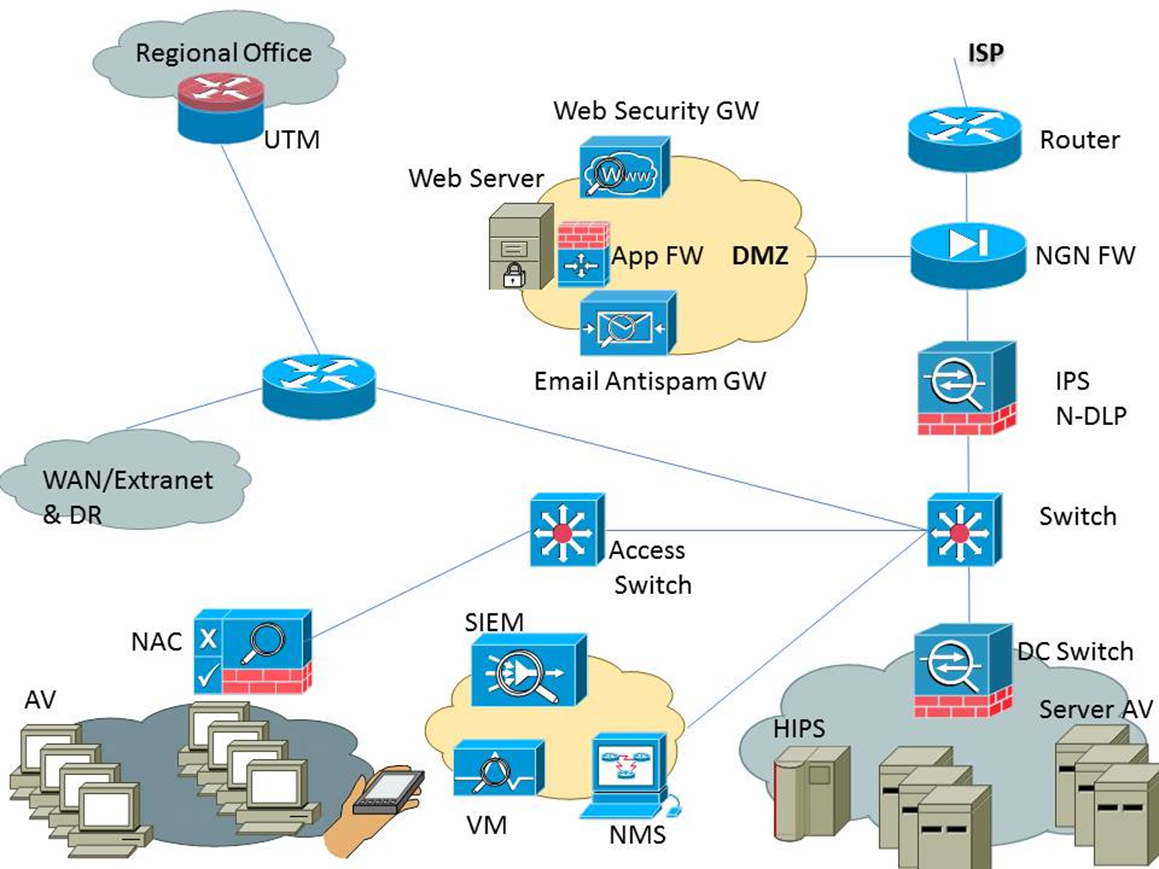 Regional Office
UTM
ISP
Web Security GW
Router
Web Server
Www
App FW
DMZ
NGN FW
Email Antispam GW
IPS
N-DLP
WAN/Extranet
& DR
Switch
Access
Switch
SIEM
NAC
X
DC Switch
AV
Server AV
HIPS
VM
NMS